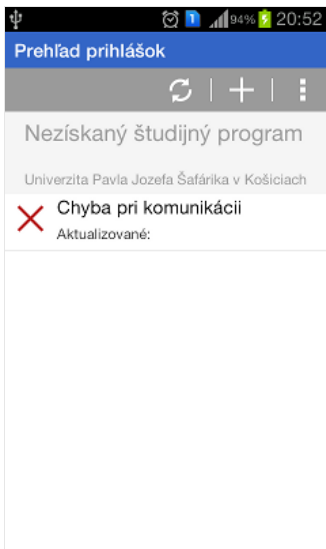 94% 20:52
Prehľad prihlášok
Nezískaný študijný program
Univerzita Pavla Jozefa Šafárika v Košiciach
Chyba pri komunikácii
Aktualizované: